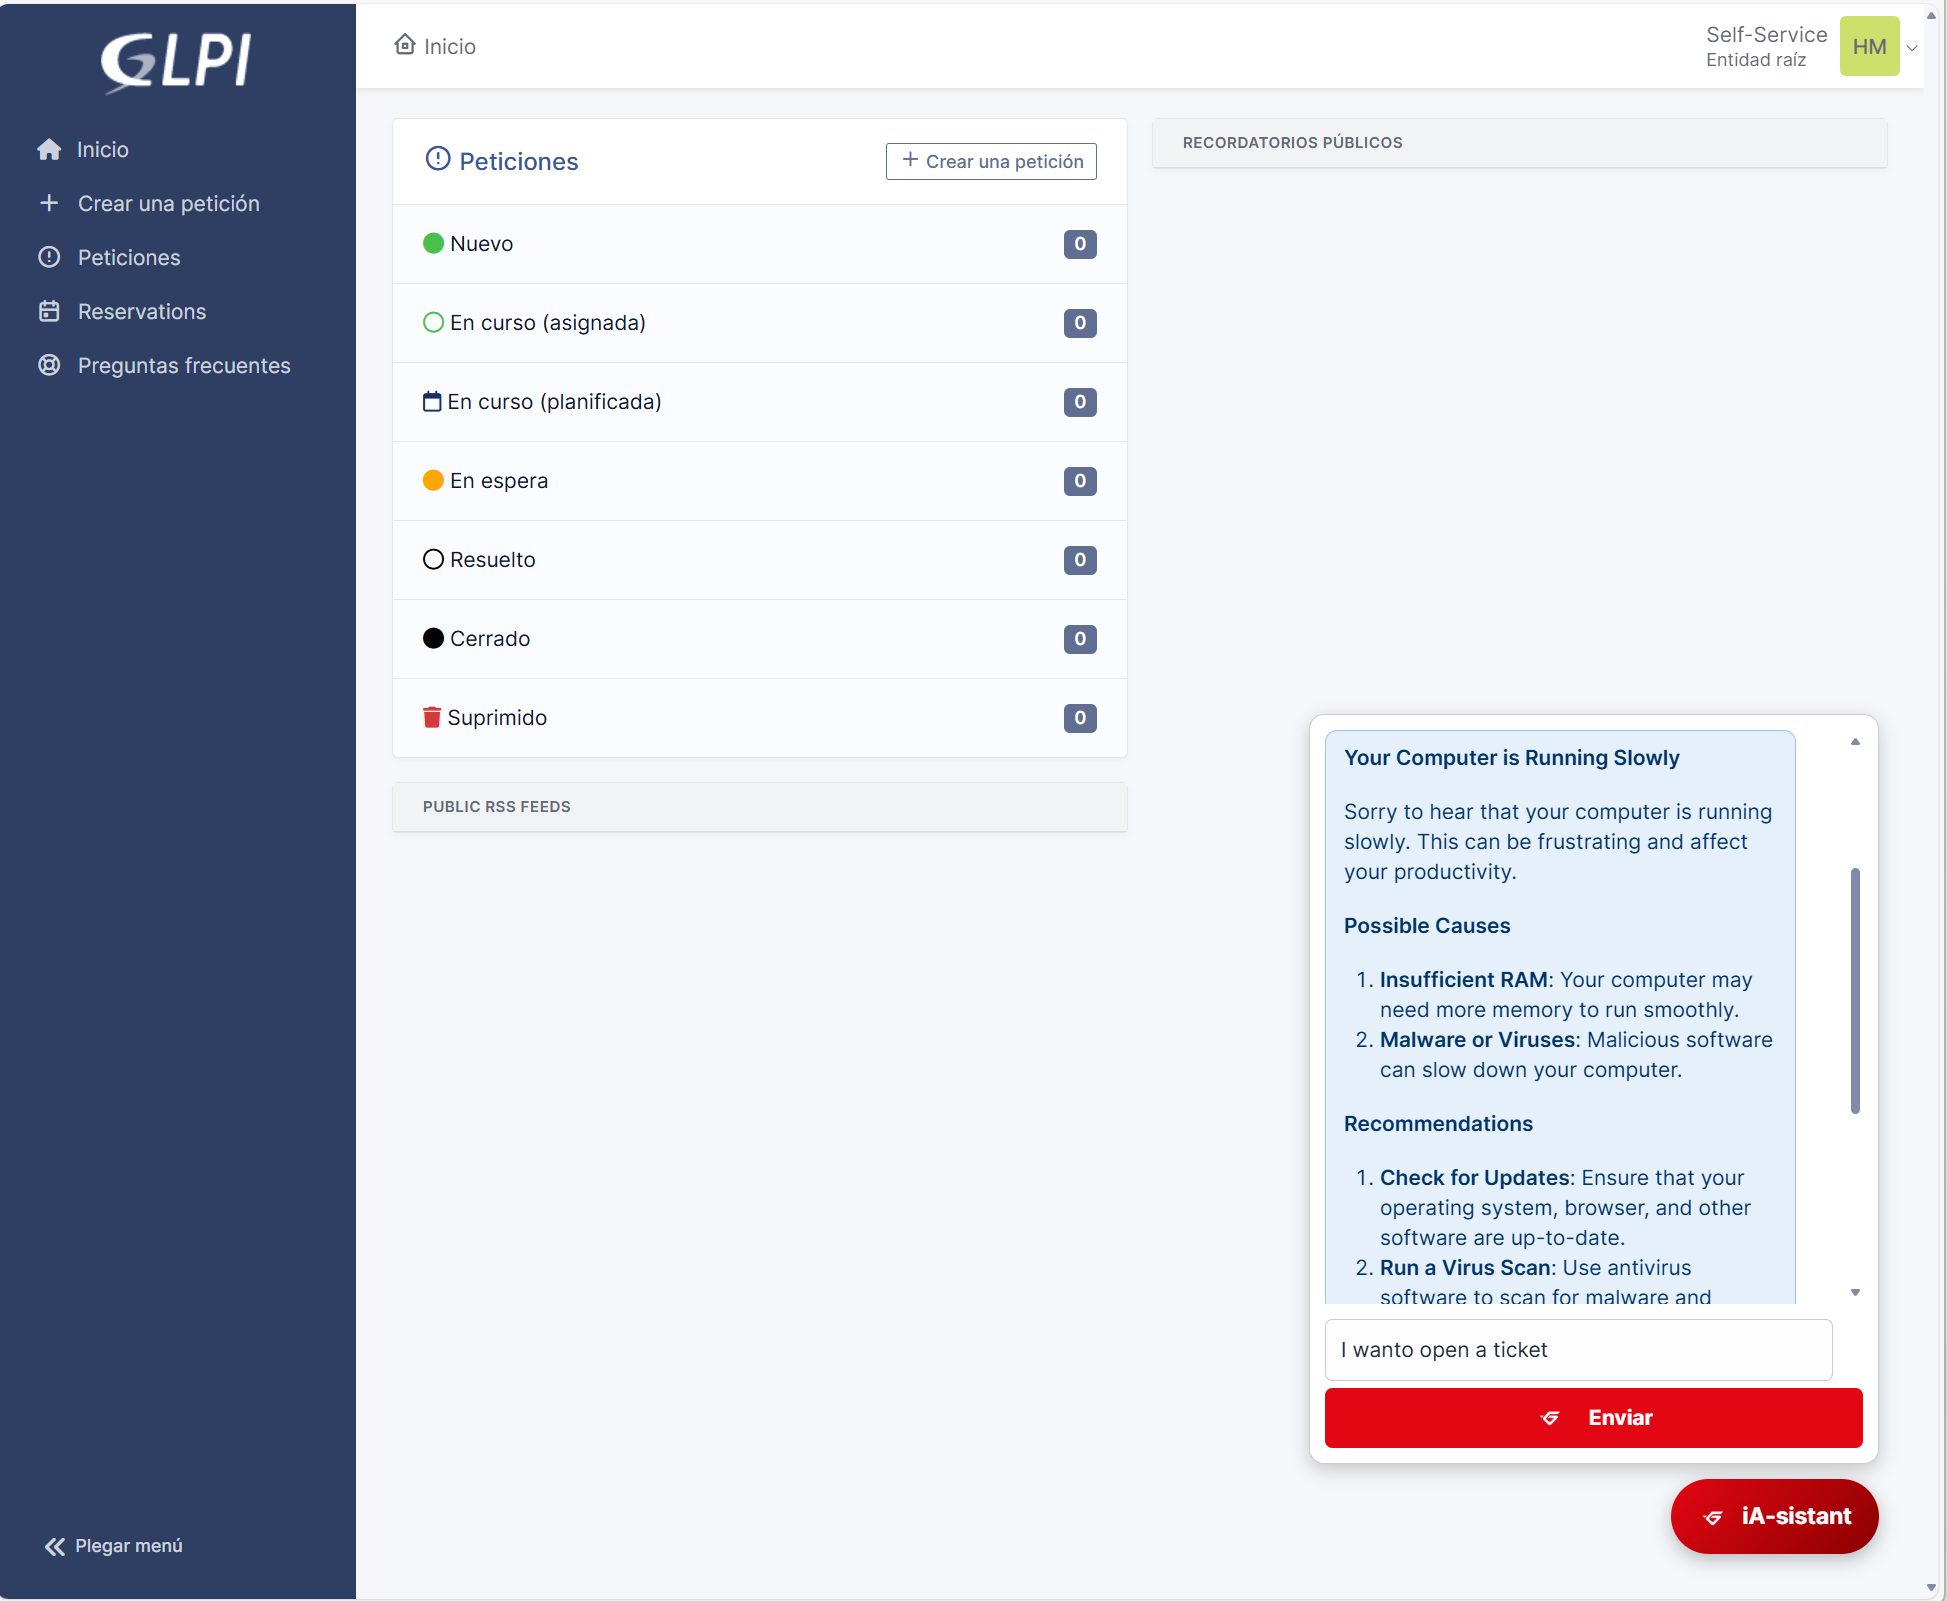 GLPI
Inicio
Crear una petición
Peticiones
Reservations
Preguntas frecuentes
Plegar menú
Inicio
Self-Service
Entidad raíz
HM
Peticiones
+ Crear una petición
Nuevo 0
En curso (asignada) 0
En curso (planificada) 0
En espera 0
Resuelto 0
Cerrado 0
Suprimido 0
PUBLIC RSS FEEDS
RECORDATORIOS PÚBLICOS
Your Computer is Running Slowly
Sorry to hear that your computer is running
slowly. This can be frustrating and affect
your productivity.
Possible Causes
1. Insufficient RAM: Your computer may
need more memory to run smoothly.
2. Malware or Viruses: Malicious software
can slow down your computer.
Recommendations
1. Check for Updates: Ensure that your
operating system, browser, and other
software are up-to-date.
2. Run a Virus Scan: Use antivirus
software to scan for malware and
I wanto open a ticket
Enviar
iA-sistant